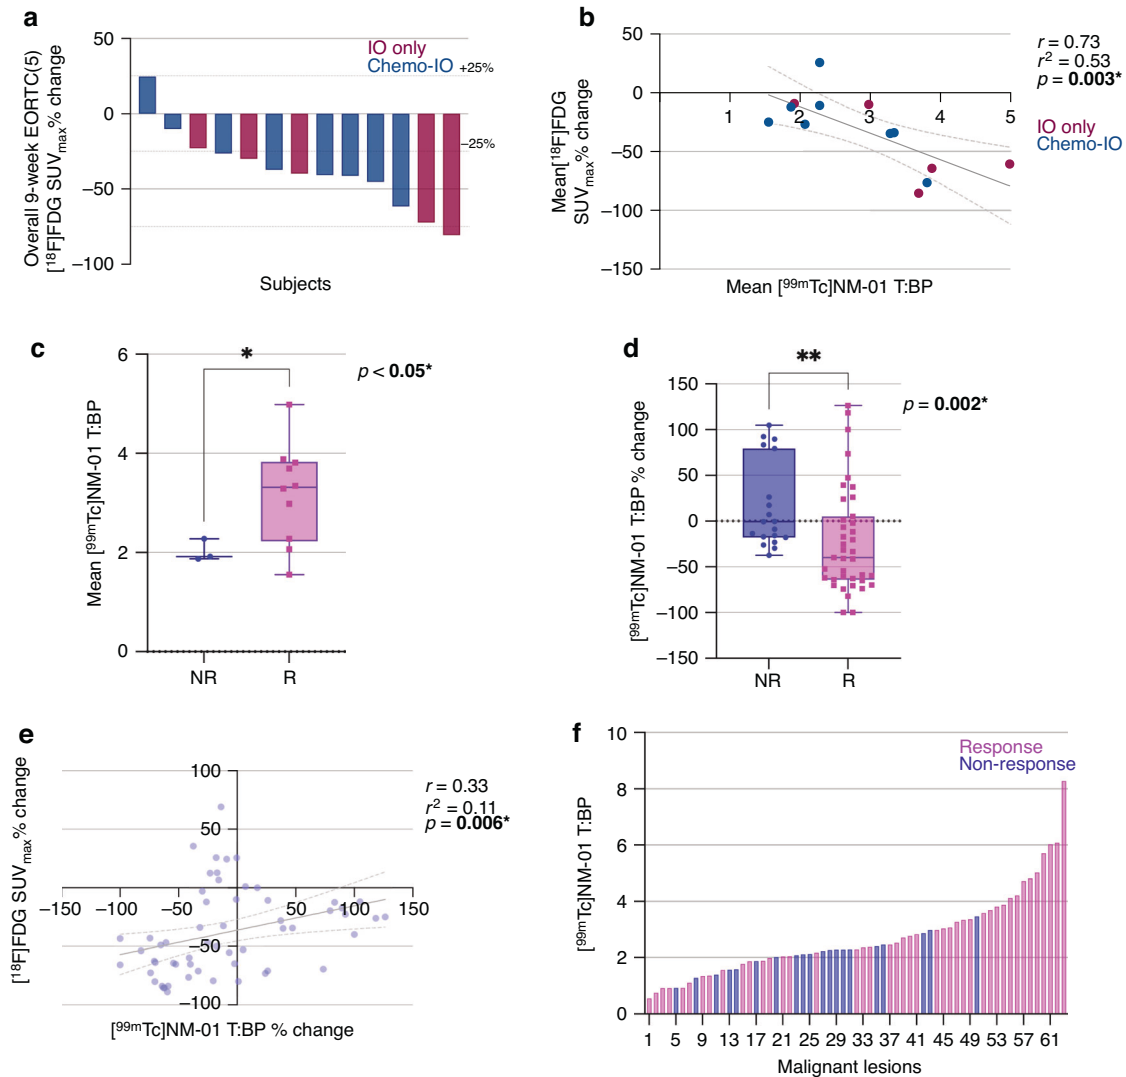 a
Overall 9-week EORTC(5)
[18F]FDG SUVmax% change
50
0
−50
−100
IO only
Chemo-IO
+25%
−25%
Subjects
b
Mean[18F]FDG
SUVmax% change
50
0
−50
−100
−150
1
2
3
4
5
r = 0.73
r2 = 0.53
p = 0.003*
IO only
Chemo-IO
Mean [99mTc]NM-01 T:BP
c
Mean [99mTc]NM-01 T:BP
6
4
2
0
*
p < 0.05*
NR
R
d
[99mTc]NM-01 T:BP % change
150
100
50
0
−50
−100
−150
**
p = 0.002*
NR
R
e
[18F]FDG SUVmax% change
100
50
−50
−100
−150
−100
−50
50
100
150
r = 0.33
r2 = 0.11
p = 0.006*
[99mTc]NM-01 T:BP % change
f
[99mTc]NM-01 T:BP
10
8
6
4
2
0
Response
Non-response
1 5 9 13 17 21 25 29 33 37 41 45 49 53 57 61
Malignant lesions